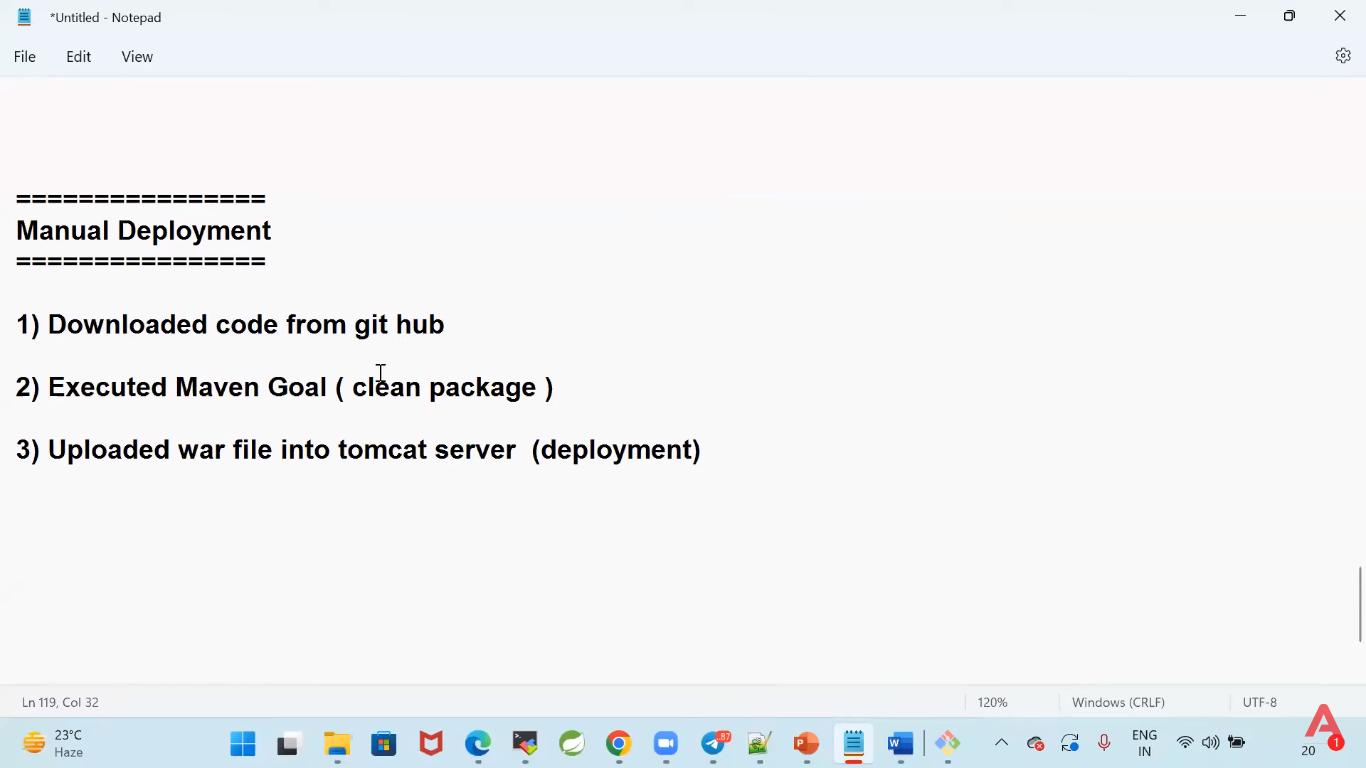 *Untitled - Notepad
File Edit View
================
Manual Deployment
================
1) Downloaded code from git hub
2) Executed Maven Goal ( clean package )
3) Uploaded war file into tomcat server  (deployment)
Ln 119, Col 32 120% Windows (CRLF) UTF-8
23°C
Haze
87
ENG
IN
20
1